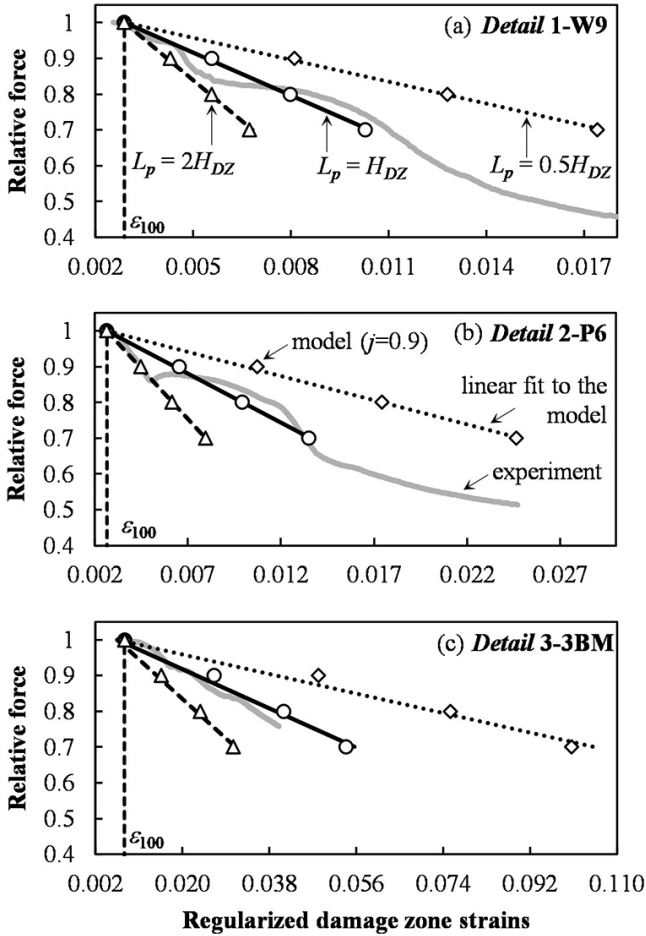 (a) Detail 1-W9
Relative force
1
0.9
0.8
0.7
0.6
0.5
0.4
Lp = 2HDZ
Lp = HDZ
Lp = 0.5HDZ
ε100
0.002 0.005 0.008 0.011 0.014 0.017
(b) Detail 2-P6
Relative force
1
0.9
0.8
0.7
0.6
0.5
0.4
model (j=0.9)
linear fit to the
model
experiment
ε100
0.002 0.007 0.012 0.017 0.022 0.027
(c) Detail 3-3BM
Relative force
1
0.9
0.8
0.7
0.6
0.5
0.4
ε100
0.002 0.020 0.038 0.056 0.074 0.092 0.110
Regularized damage zone strains